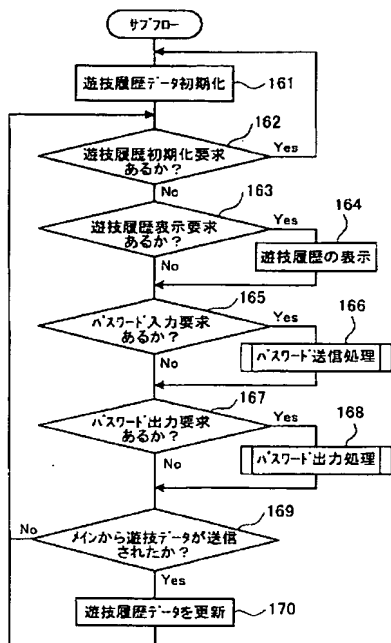 サブフロー
遊技履歴データ初期化
161
162
遊技履歴初期化要求
あるか？
Yes
No
163
遊技履歴表示要求
あるか？
Yes
164
遊技履歴の表示
No
165
パスワード入力要求
あるか？
Yes
166
パスワード送信処理
No
167
パスワード出力要求
あるか？
Yes
168
パスワード出力処理
No
169
メインから遊技データが送信
されたか？
No
Yes
遊技履歴データを更新
170